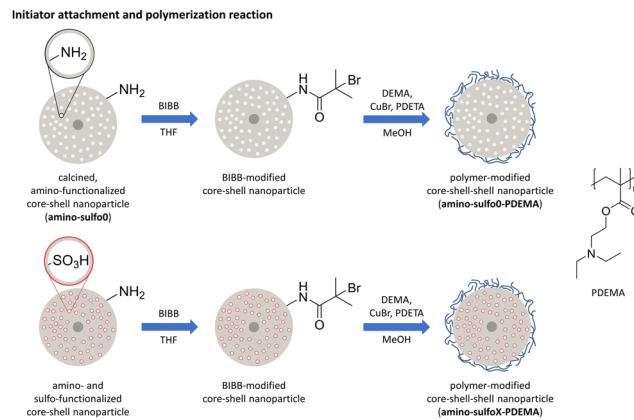 Initiator attachment and polymerization reaction
NH2
NH2
BIBB
THF
H
N
O
Br
DEMA,
CuBr, PDETA
MeOH
calcined,
amino-functionalized
core-shell nanoparticle
(amino-sulfo0)
BIBB-modified
core-shell nanoparticle
polymer-modified
core-shell-shell nanoparticle
(amino-sulfo0-PDEMA)
O
O
N
PDEMA
SO3H
NH2
BIBB
THF
H
N
O
Br
DEMA,
CuBr, PDETA
MeOH
amino- and
sulfo-functionalized
core-shell nanoparticle
BIBB-modified
core-shell nanoparticle
polymer-modified
core-shell-shell nanoparticle
(amino-sulfoX-PDEMA)